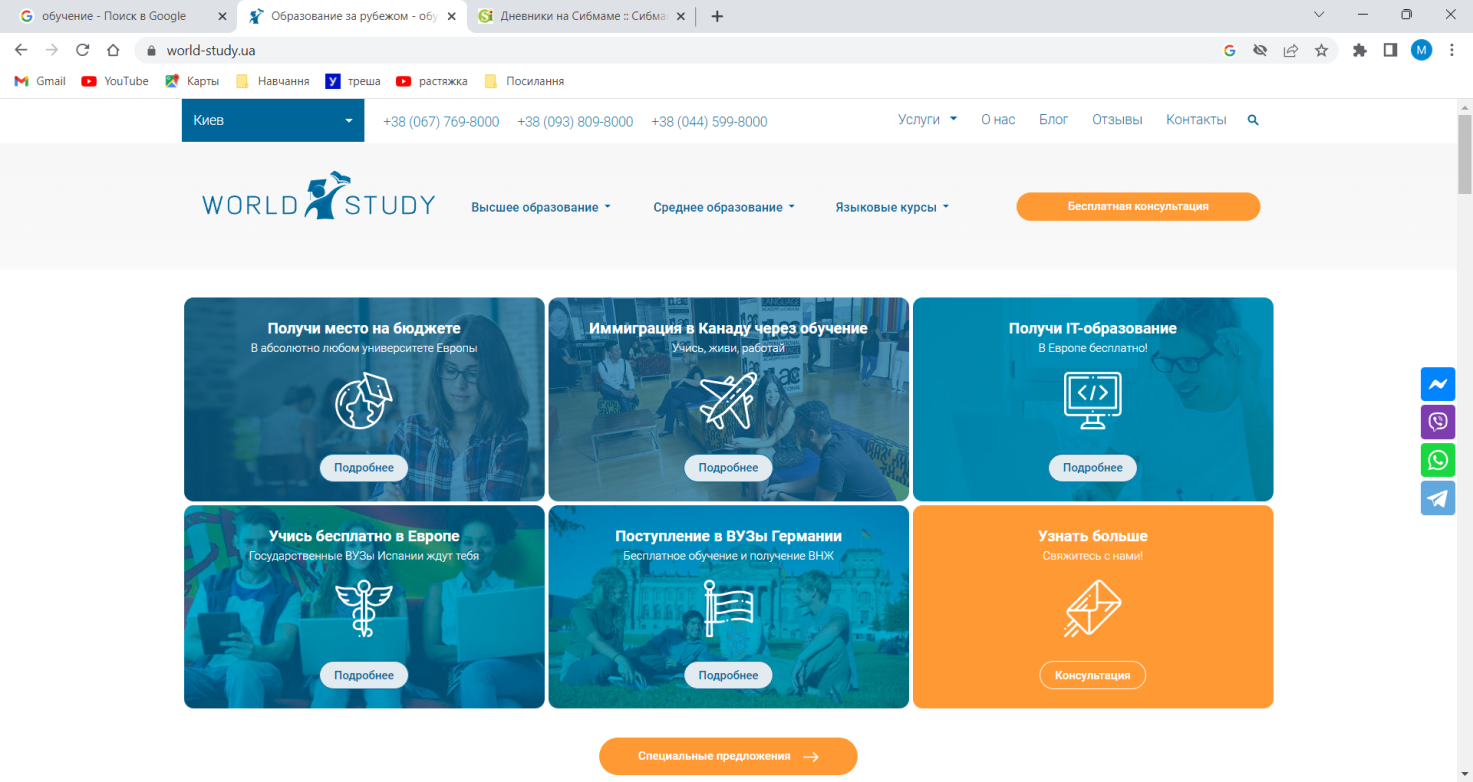 обучение - Поиск в Google
Образование за рубежом - обу
Дневники на Сибмаме :: Сибма
world-study.ua
M
Gmail
YouTube
Карты
Навчання
У треша
растяжка
Посилання
Киев
+38 (067) 769-8000
+38 (093) 809-8000
+38 (044) 599-8000
Услуги
О нас
Блог
Отзывы
Контакты
WORLD STUDY
Высшее образование
Среднее образование
Языковые курсы
Бесплатная консультация
Получи место на бюджете
В абсолютно любом университете Европы
Подробнее
Иммиграция в Канаду через обучение
Учись, живи, работай
Подробнее
Получи IT-образование
В Европе бесплатно!
</>
Подробнее
Учись бесплатно в Европе
Государственные ВУЗы Испании ждут тебя
Подробнее
Поступление в ВУЗы Германии
Бесплатное обучение и получение ВНЖ
Подробнее
Узнать больше
Свяжитесь с нами!
Консультация
Специальные предложения